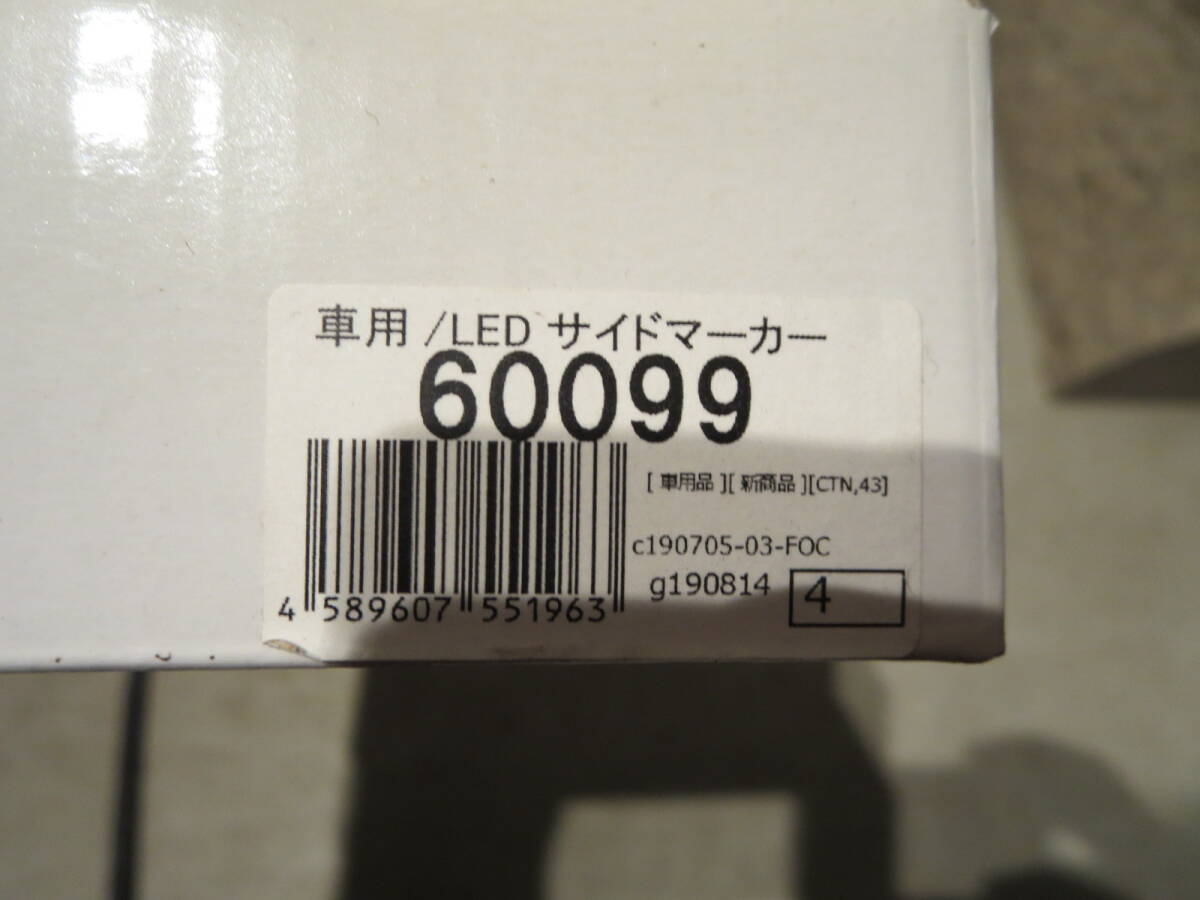 車用 /LED サイドマーカー
60099
[ 車用品 ][ 新商品 ][CTN,43]
c190705-03-FOC
g190814 4
4 589607 551963